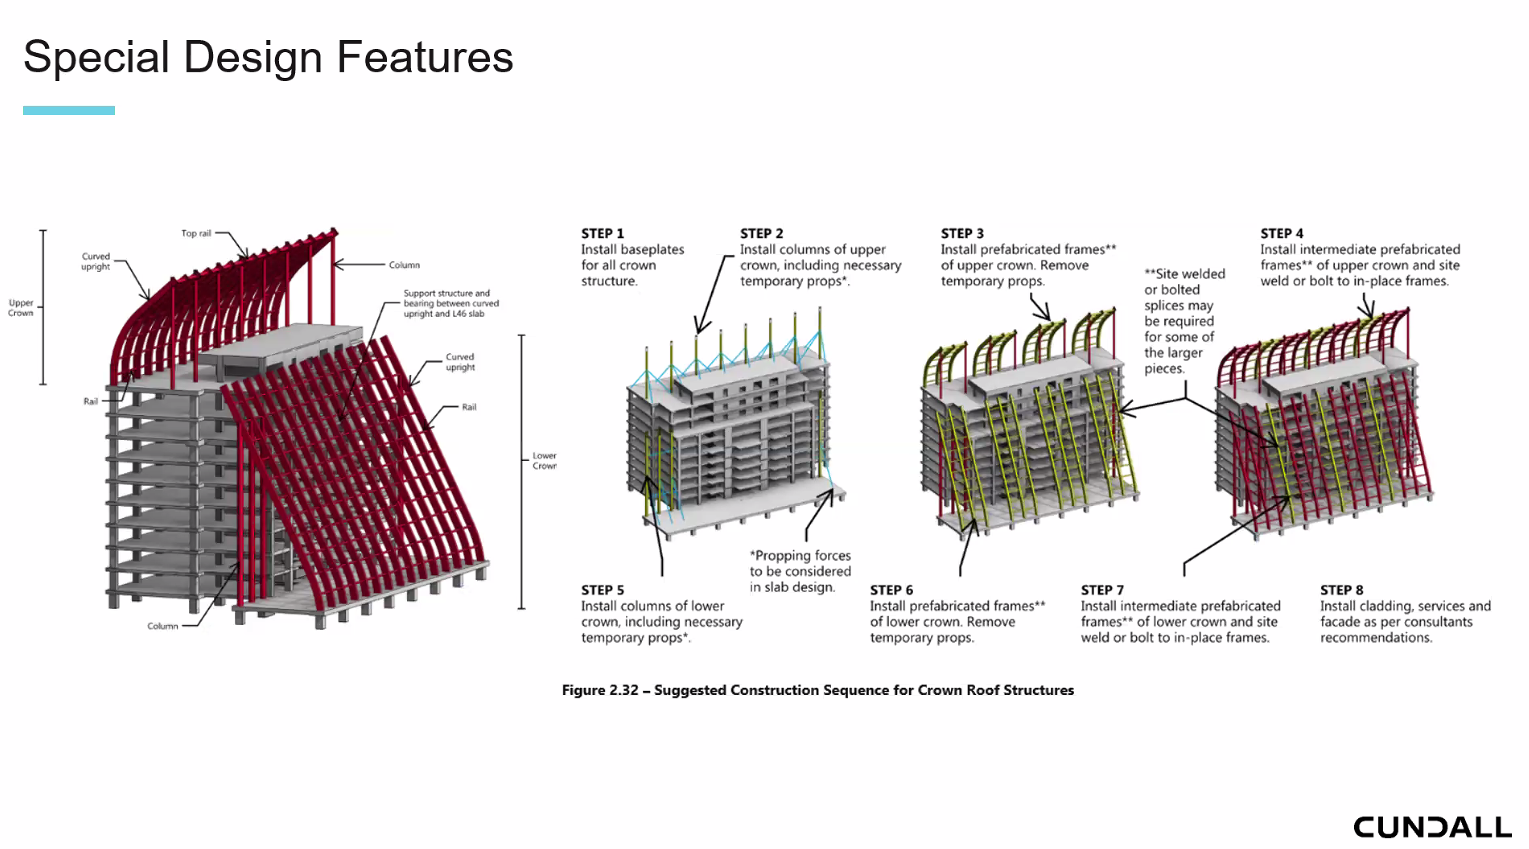 Special Design Features
Upper
Crown
Curved
upright
Top rail
Column
Support structure and
bearing between curved
upright and L46 slab
Curved
upright
Rail
Rail
Lower
Crown
Column
STEP 1
Install baseplates
for all crown
structure.
STEP 2
Install columns of upper
crown, including necessary
temporary props*.
STEP 3
Install prefabricated frames**
of upper crown. Remove
temporary props.
**Site welded
or bolted
splices may
be required
for some of
the larger
pieces.
STEP 4
Install intermediate prefabricated
frames** of upper crown and site
weld or bolt to in-place frames.
*Propping forces
to be considered
in slab design.
STEP 5
Install columns of lower
crown, including necessary
temporary props*.
STEP 6
Install prefabricated frames**
of lower crown. Remove
temporary props.
STEP 7
Install intermediate prefabricated
frames** of lower crown and site
weld or bolt to in-place frames.
STEP 8
Install cladding, services and
facade as per consultants
recommendations.
Figure 2.32 – Suggested Construction Sequence for Crown Roof Structures
CUNDALL